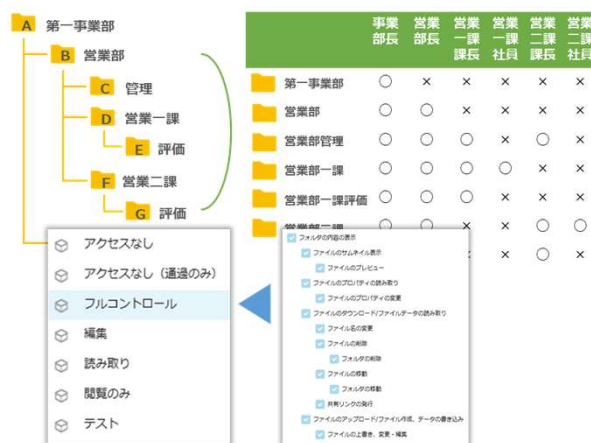 A 第一事業部
B 営業部
C 管理
D 営業一課
E 評価
F 営業二課
G 評価
事業部長 営業部長 営業一課課長 営業一課社員 営業二課課長 営業二課社員
第一事業部 ○ × × × × ×
営業部 ○ ○ × × × ×
営業部管理 ○ ○ ○ × ○ ×
営業部一課 ○ ○ ○ ○ × ×
営業部一課評価 ○ ○ ○ × × ×
営業部二課 ○ ○ × × ○ ○
× × ○ ×
アクセスなし
アクセスなし（通過のみ）
フルコントロール
編集
読み取り
閲覧のみ
テスト
フォルダの内容の表示
ファイルのサムネイル表示
ファイルのプレビュー
ファイルのプロパティの読み取り
ファイルのプロパティの変更
ファイルのダウンロード/ファイルデータの読み取り
ファイル名の変更
ファイルの削除
フォルダの削除
ファイルの移動
フォルダの移動
共有リンクの発行
ファイルのアップロード/ファイル作成、データの書き込み
ファイルの上書き、変更・編集